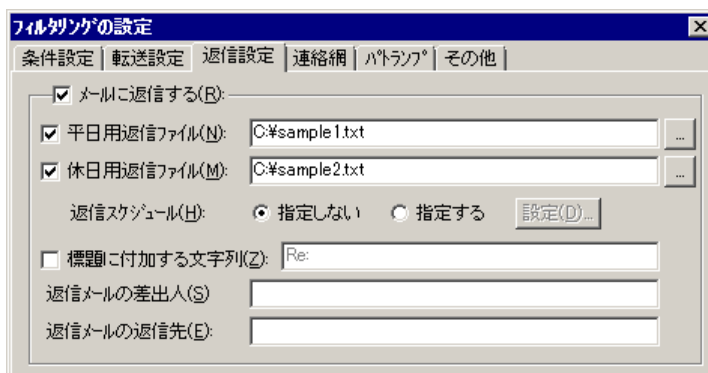 フィルタリングの設定
条件設定 転送設定 返信設定 連絡網 パトランプ その他
メールに返信する(R):
平日用返信ファイル(N): C:¥sample1.txt ...
休日用返信ファイル(M): C:¥sample2.txt ...
返信スケジュール(H): 指定しない 指定する 設定(D)...
標題に付加する文字列(Z): Re:
返信メールの差出人(S)
返信メールの返信先(E):